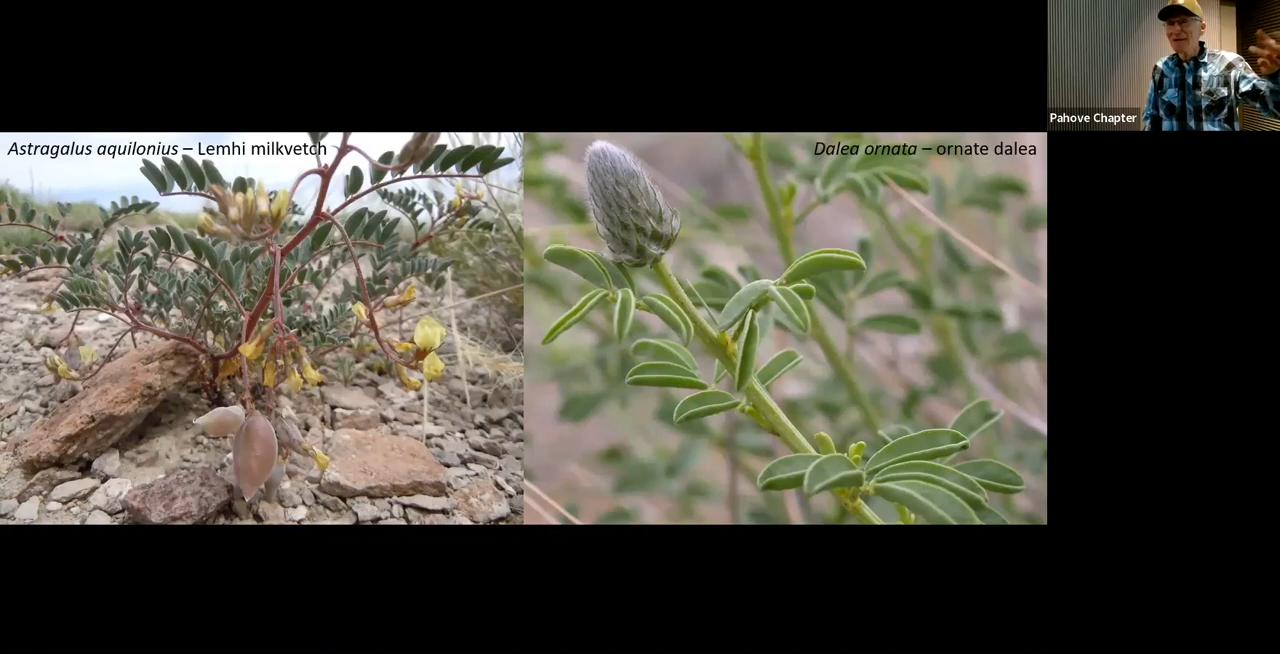 Pahove Chapter
Astragalus aquilonius – Lemhi milkvetch
Dalea ornata – ornate dalea